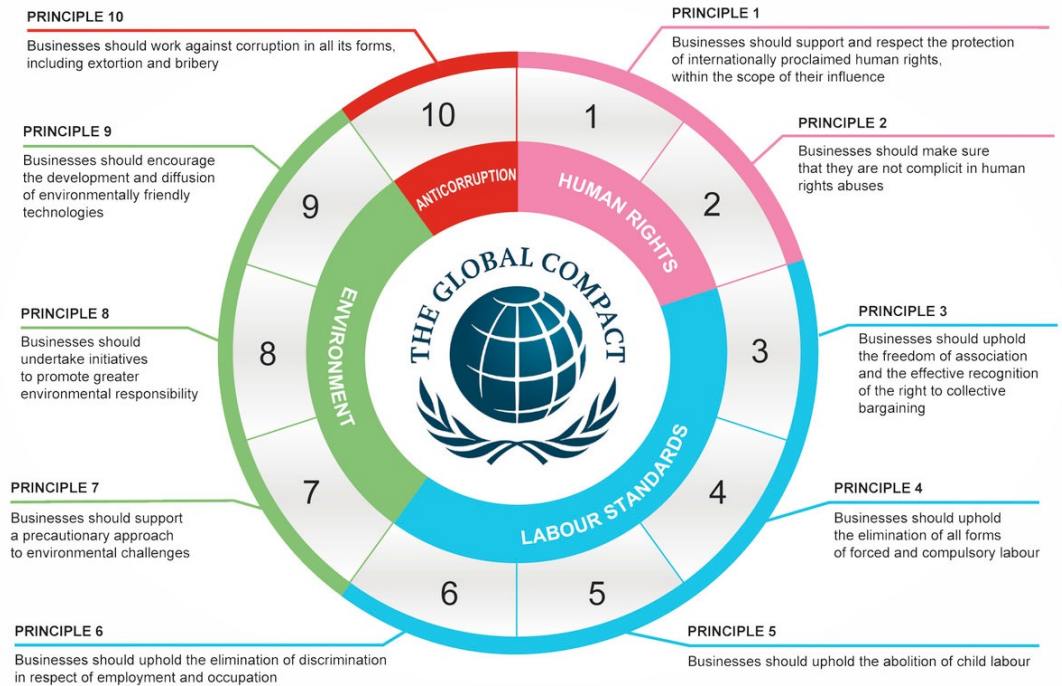 PRINCIPLE 10
Businesses should work against corruption in all its forms,
including extortion and bribery
PRINCIPLE 1
Businesses should support and respect the protection
of internationally proclaimed human rights,
within the scope of their influence
PRINCIPLE 2
Businesses should make sure
that they are not complicit in human
rights abuses
PRINCIPLE 3
Businesses should uphold
the freedom of association
and the effective recognition
of the right to collective
bargaining
PRINCIPLE 4
Businesses should uphold
the elimination of all forms
of forced and compulsory labour
PRINCIPLE 5
Businesses should uphold the abolition of child labour
PRINCIPLE 6
Businesses should uphold the elimination of discrimination
in respect of employment and occupation
PRINCIPLE 7
Businesses should support
a precautionary approach
to environmental challenges
PRINCIPLE 8
Businesses should
undertake initiatives
to promote greater
environmental responsibility
PRINCIPLE 9
Businesses should encourage
the development and diffusion
of environmentally friendly
technologies
10
1
2
3
4
5
6
7
8
9
ANTICORRUPTION
HUMAN RIGHTS
LABOUR STANDARDS
ENVIRONMENT
THE GLOBAL COMPACT